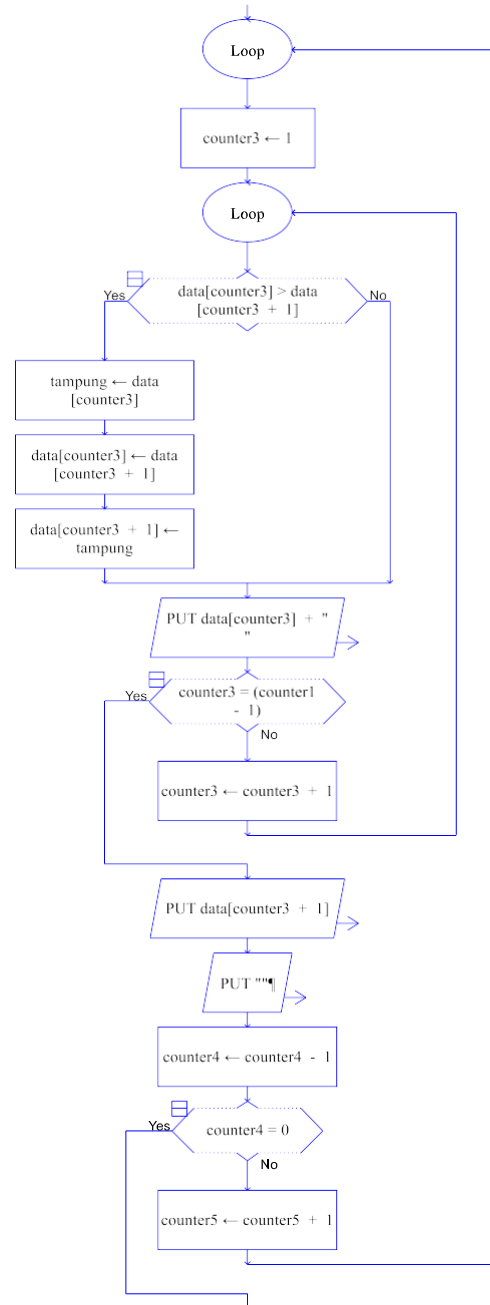 Loop
counter3 ← 1
Loop
Yes
data[counter3] > data
[counter3 + 1]
No
tampung ← data
[counter3]
data[counter3] ← data
[counter3 + 1]
data[counter3 + 1] ←
tampung
PUT data[counter3] + "
"
Yes
counter3 = (counter1
- 1)
No
counter3 ← counter3 + 1
PUT data[counter3 + 1]
PUT ""¶
counter4 ← counter4 - 1
Yes
counter4 = 0
No
counter5 ← counter5 + 1